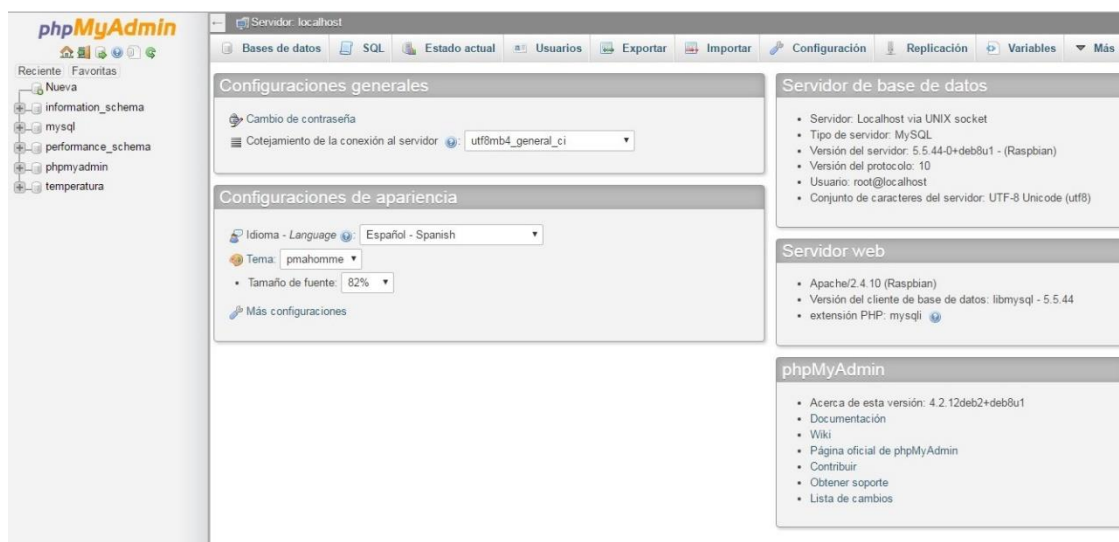 phpMyAdmin
Reciente Favoritas
Nueva
information_schema
mysql
performance_schema
phpmyadmin
temperatura
Servidor: localhost
Bases de datos SQL Estado actual Usuarios Exportar Importar Configuración Replicación Variables Más
Configuraciones generales
Cambio de contraseña
Cotejamiento de la conexión al servidor : utf8mb4_general_ci
Configuraciones de apariencia
Idioma - Language : Español - Spanish
Tema: pmahomme
• Tamaño de fuente: 82%
Más configuraciones
Servidor de base de datos
• Servidor: Localhost via UNIX socket
• Tipo de servidor: MySQL
• Versión del servidor: 5.5.44-0+deb8u1 - (Raspbian)
• Versión del protocolo: 10
• Usuario: root@localhost
• Conjunto de caracteres del servidor: UTF-8 Unicode (utf8)
Servidor web
• Apache/2.4.10 (Raspbian)
• Versión del cliente de base de datos: libmysql - 5.5.44
• extensión PHP: mysqli
phpMyAdmin
• Acerca de esta versión: 4.2.12deb2+deb8u1
• Documentación
• Wiki
• Página oficial de phpMyAdmin
• Contribuir
• Obtener soporte
• Lista de cambios